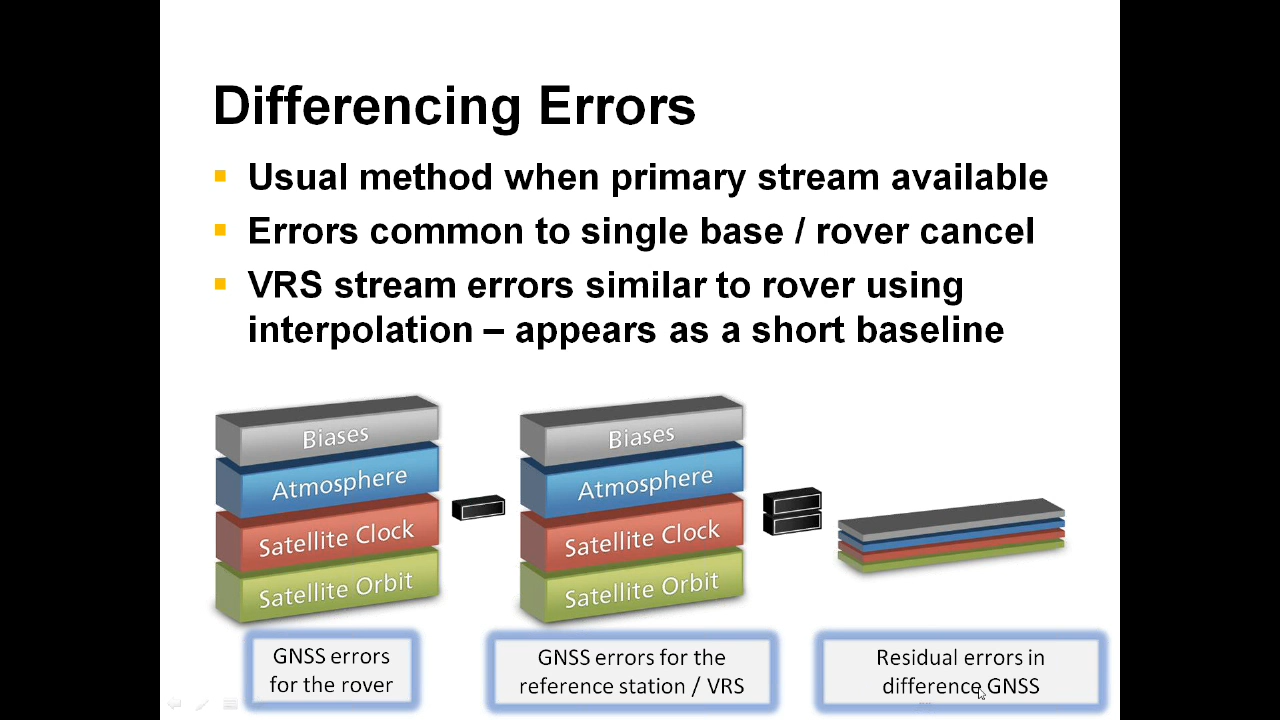 Differencing Errors
Usual method when primary stream available
Errors common to single base / rover cancel
VRS stream errors similar to rover using
interpolation – appears as a short baseline
Biases
Atmosphere
Satellite Clock
Satellite Orbit
Biases
Atmosphere
Satellite Clock
Satellite Orbit
GNSS errors
for the rover
GNSS errors for the
reference station / VRS
Residual errors in
difference GNSS